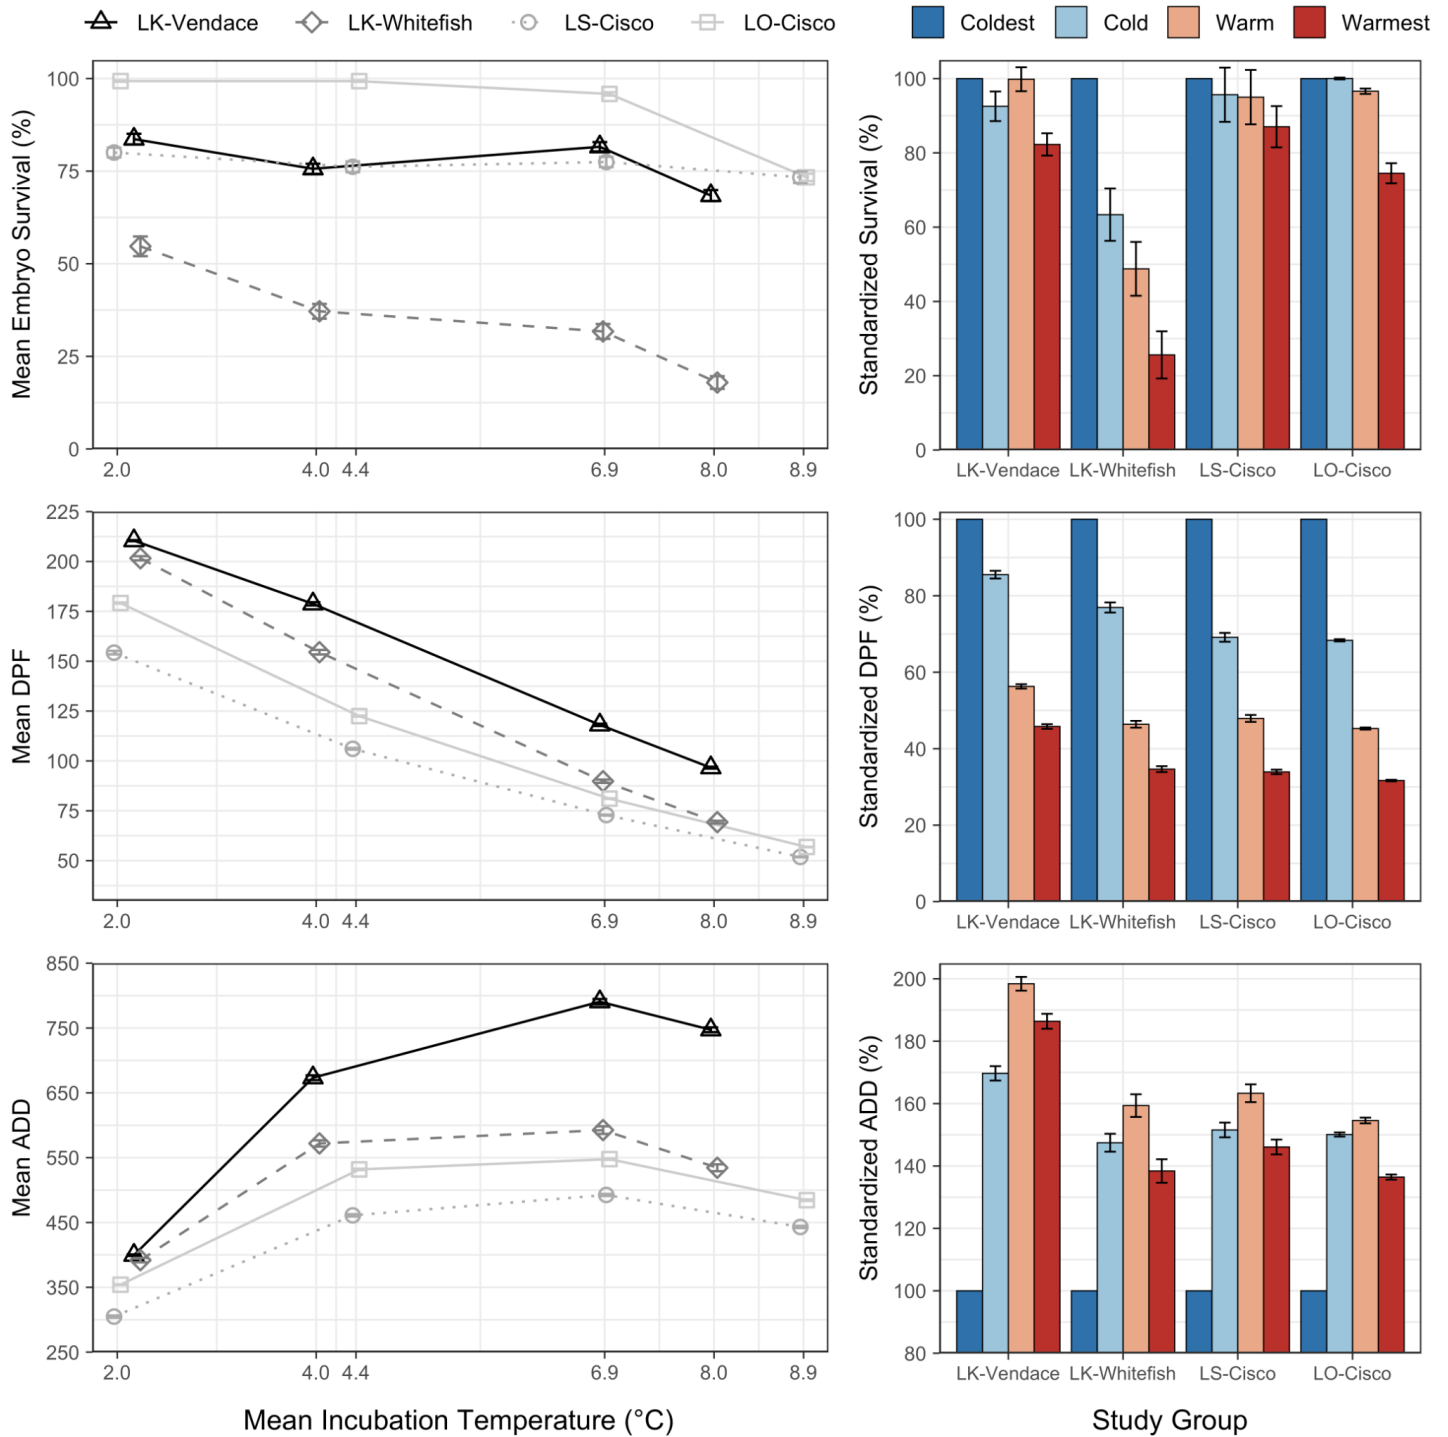 LK-Vendace LK-Whitefish LS-Cisco LO-Cisco
Coldest Cold Warm Warmest
Mean Embryo Survival (%)
100
75
50
25
0
2.0 4.0 4.4 6.9 8.0 8.9
Standardized Survival (%)
100
80
60
40
20
0
LK-Vendace LK-Whitefish LS-Cisco LO-Cisco
Mean DPF
225
200
175
150
125
100
75
50
2.0 4.0 4.4 6.9 8.0 8.9
Standardized DPF (%)
100
80
60
40
20
0
LK-Vendace LK-Whitefish LS-Cisco LO-Cisco
Mean ADD
850
750
650
550
450
350
250
2.0 4.0 4.4 6.9 8.0 8.9
Mean Incubation Temperature (°C)
Standardized ADD (%)
200
180
160
140
120
100
80
LK-Vendace LK-Whitefish LS-Cisco LO-Cisco
Study Group